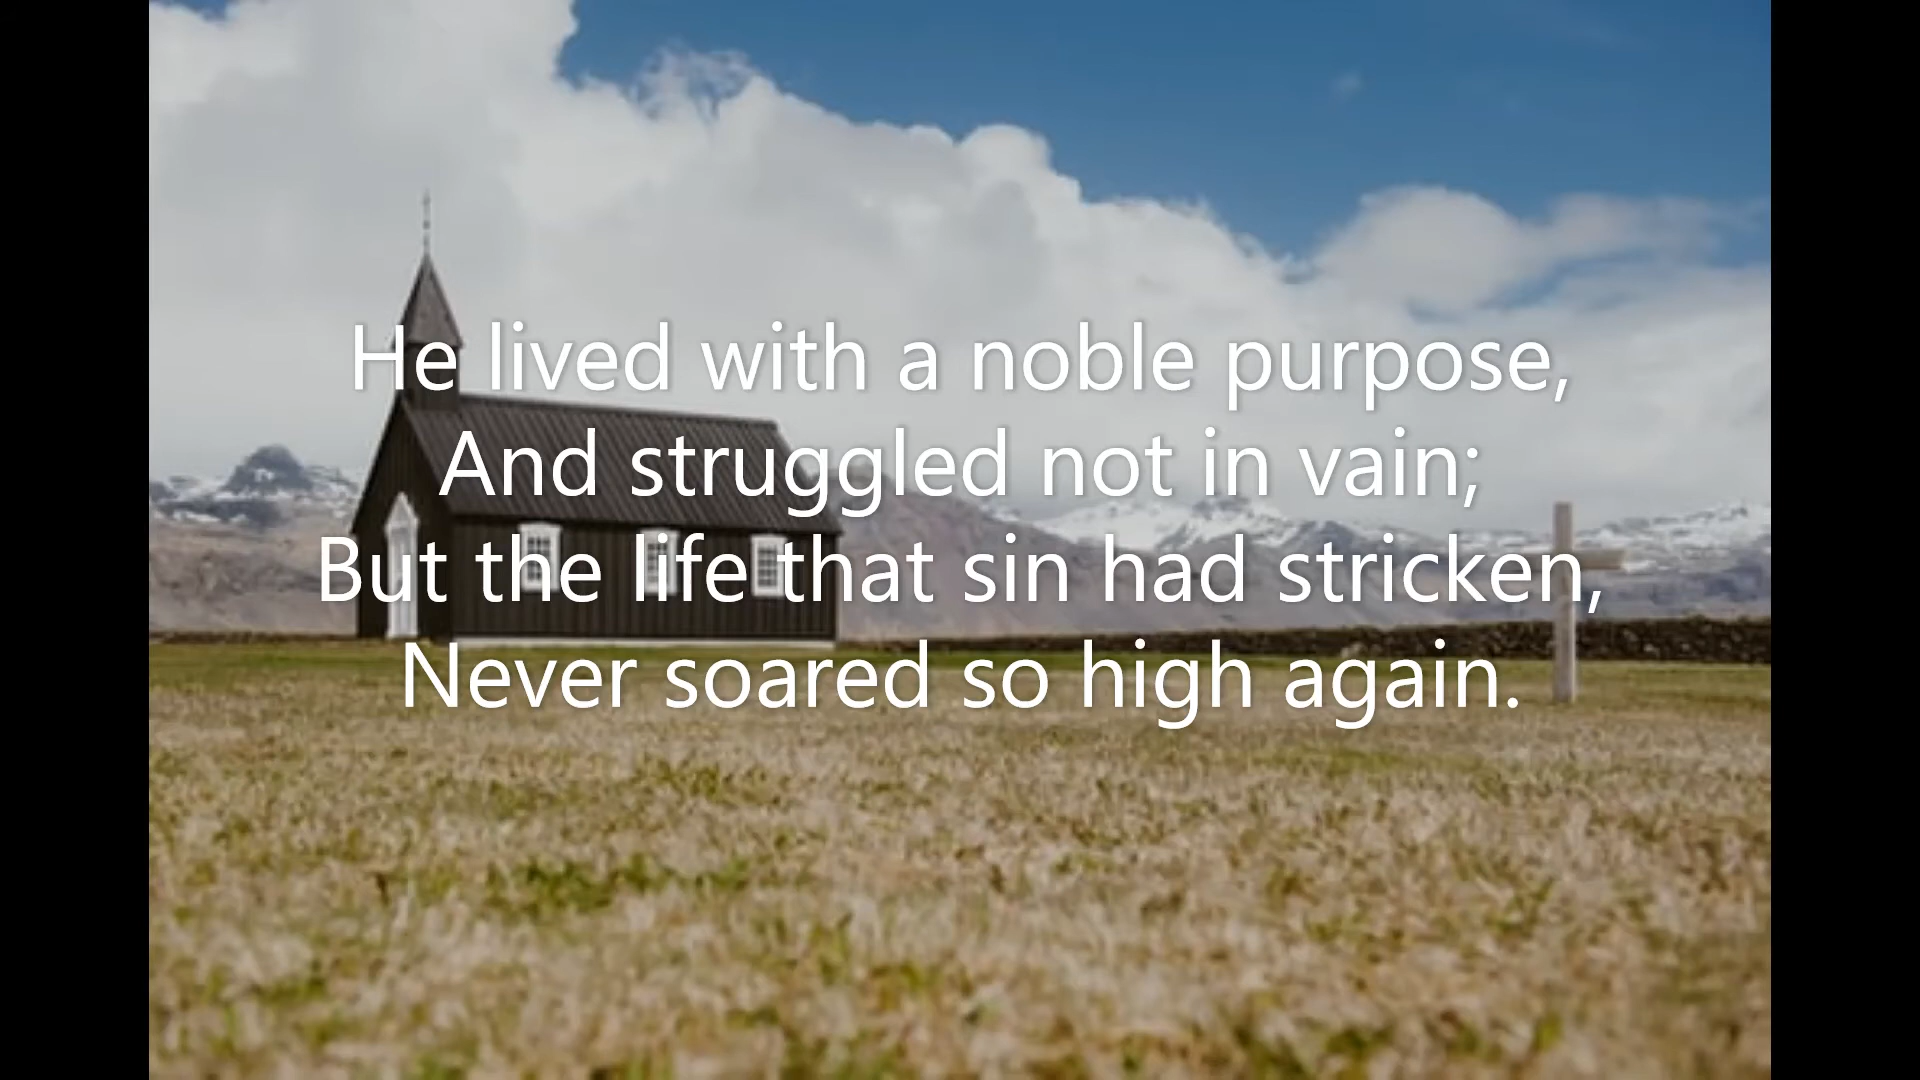 He lived with a noble purpose,
And struggled not in vain;
But the life that sin had stricken,
Never soared so high again.